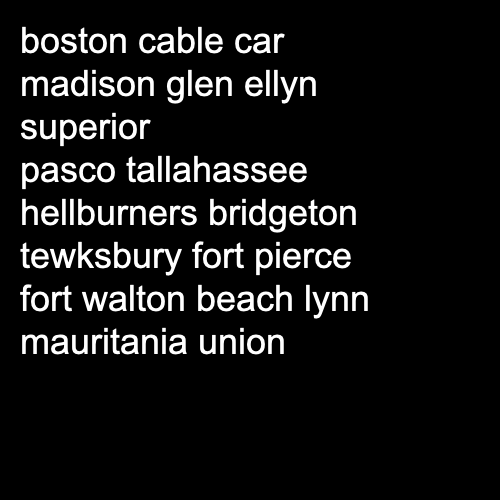 boston cable car
madison glen ellyn
superior
pasco tallahassee
hellburners bridgeton
tewksbury fort pierce
fort walton beach lynn
mauritania union